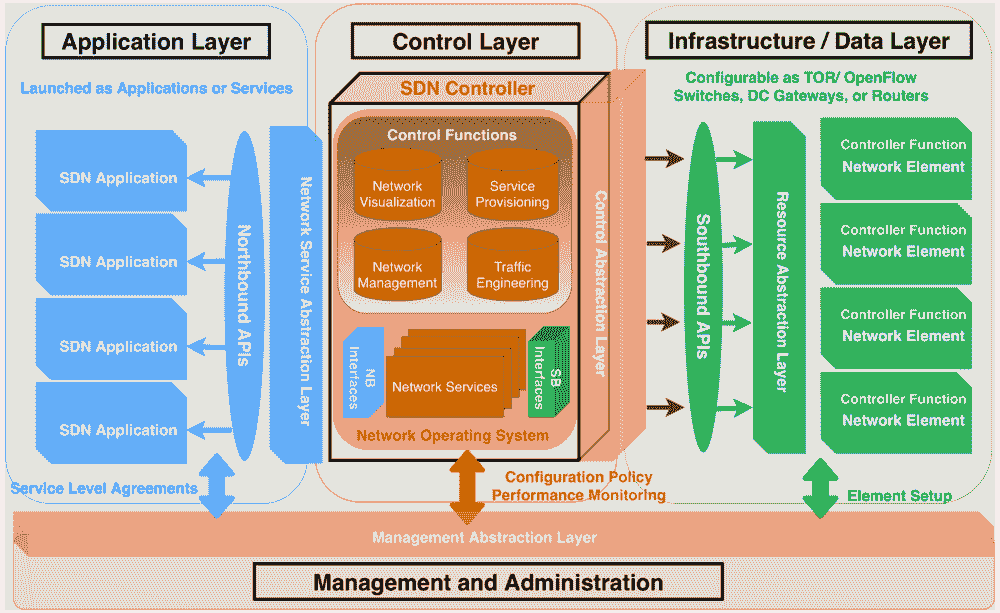 Application Layer
Launched as Applications or Services
SDN Application
SDN Application
SDN Application
SDN Application
Northbound APIs
Network Service Abstraction Layer
Service Level Agreements
Control Layer
SDN Controller
Control Functions
Network
Visualization
Service
Provisioning
Network
Management
Traffic
Engineering
NB
Interfaces
Network Services
SB
Interfaces
Network Operating System
Control Abstraction Layer
Configuration Policy
Performance Monitoring
Infrastructure / Data Layer
Configurable as TOR/ OpenFlow
Switches, DC Gateways, or Routers
Southbound APIs
Resource Abstraction Layer
Controller Function
Network Element
Controller Function
Network Element
Controller Function
Network Element
Controller Function
Network Element
Element Setup
Management Abstraction Layer
Management and Administration